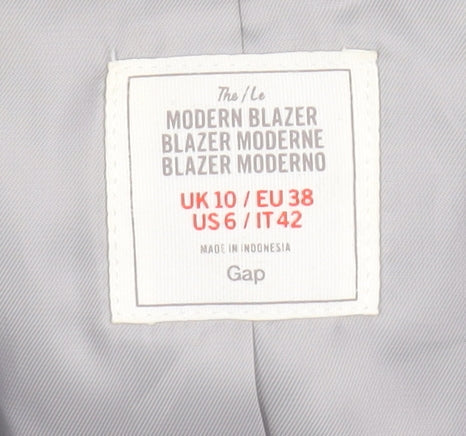 The / Le
MODERN BLAZER
BLAZER MODERNE
BLAZER MODERNO
UK 10 / EU 38
US 6 / IT 42
MADE IN INDONESIA
Gap